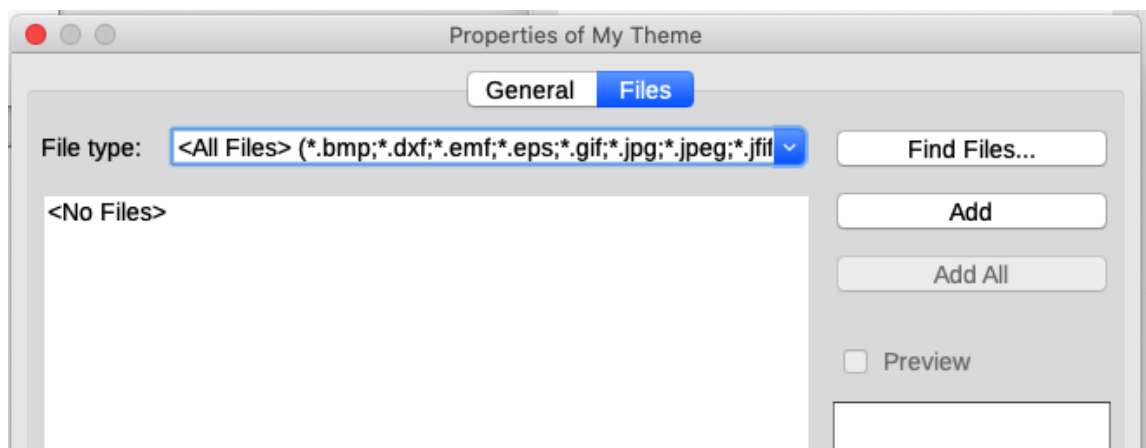 Properties of My Theme
General Files
File type: <All Files> (*.bmp;*.dxf;*.emf;*.eps;*.gif;*.jpg;*.jpeg;*.jfif Find Files...
<No Files> Add
Add All
Preview